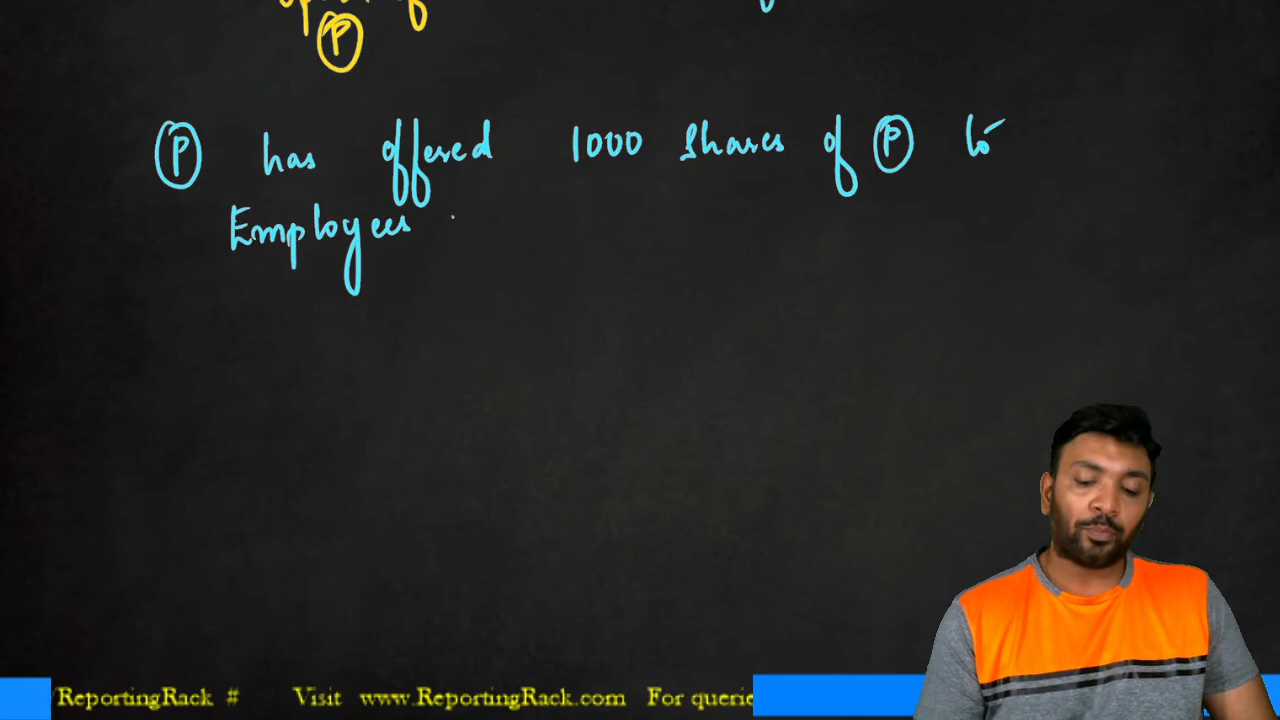 P
P has offered 1000 Shares of P to
Employees
/ReportingRack # Visit www.ReportingRack.com For querie